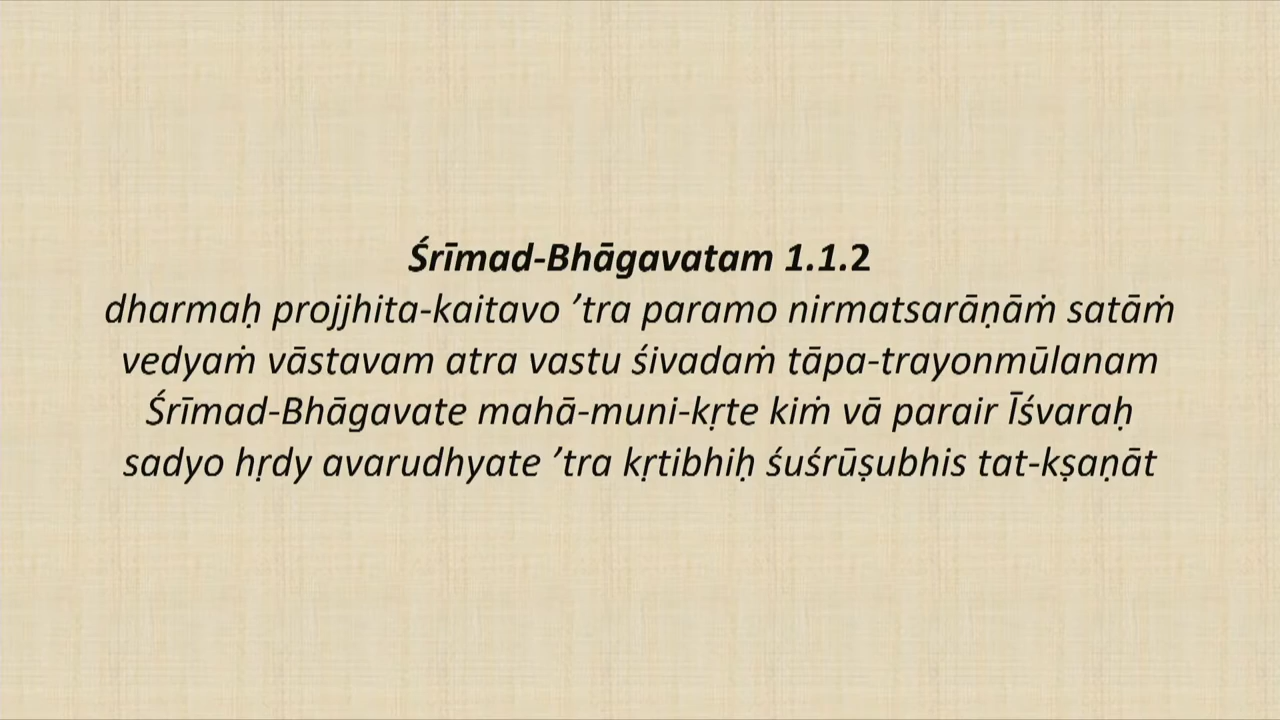 Śrīmad-Bhāgavatam 1.1.2
dharmaḥ projjhita-kaitavo ’tra paramo nirmatsarāṇāṁ satāṁ
vedyaṁ vāstavam atra vastu śivadaṁ tāpa-trayonmūlanam
Śrīmad-Bhāgavate mahā-muni-kṛte kiṁ vā parair Īśvaraḥ
sadyo hṛdy avarudhyate ’tra kṛtibhiḥ śuśrūṣubhis tat-kṣaṇāt